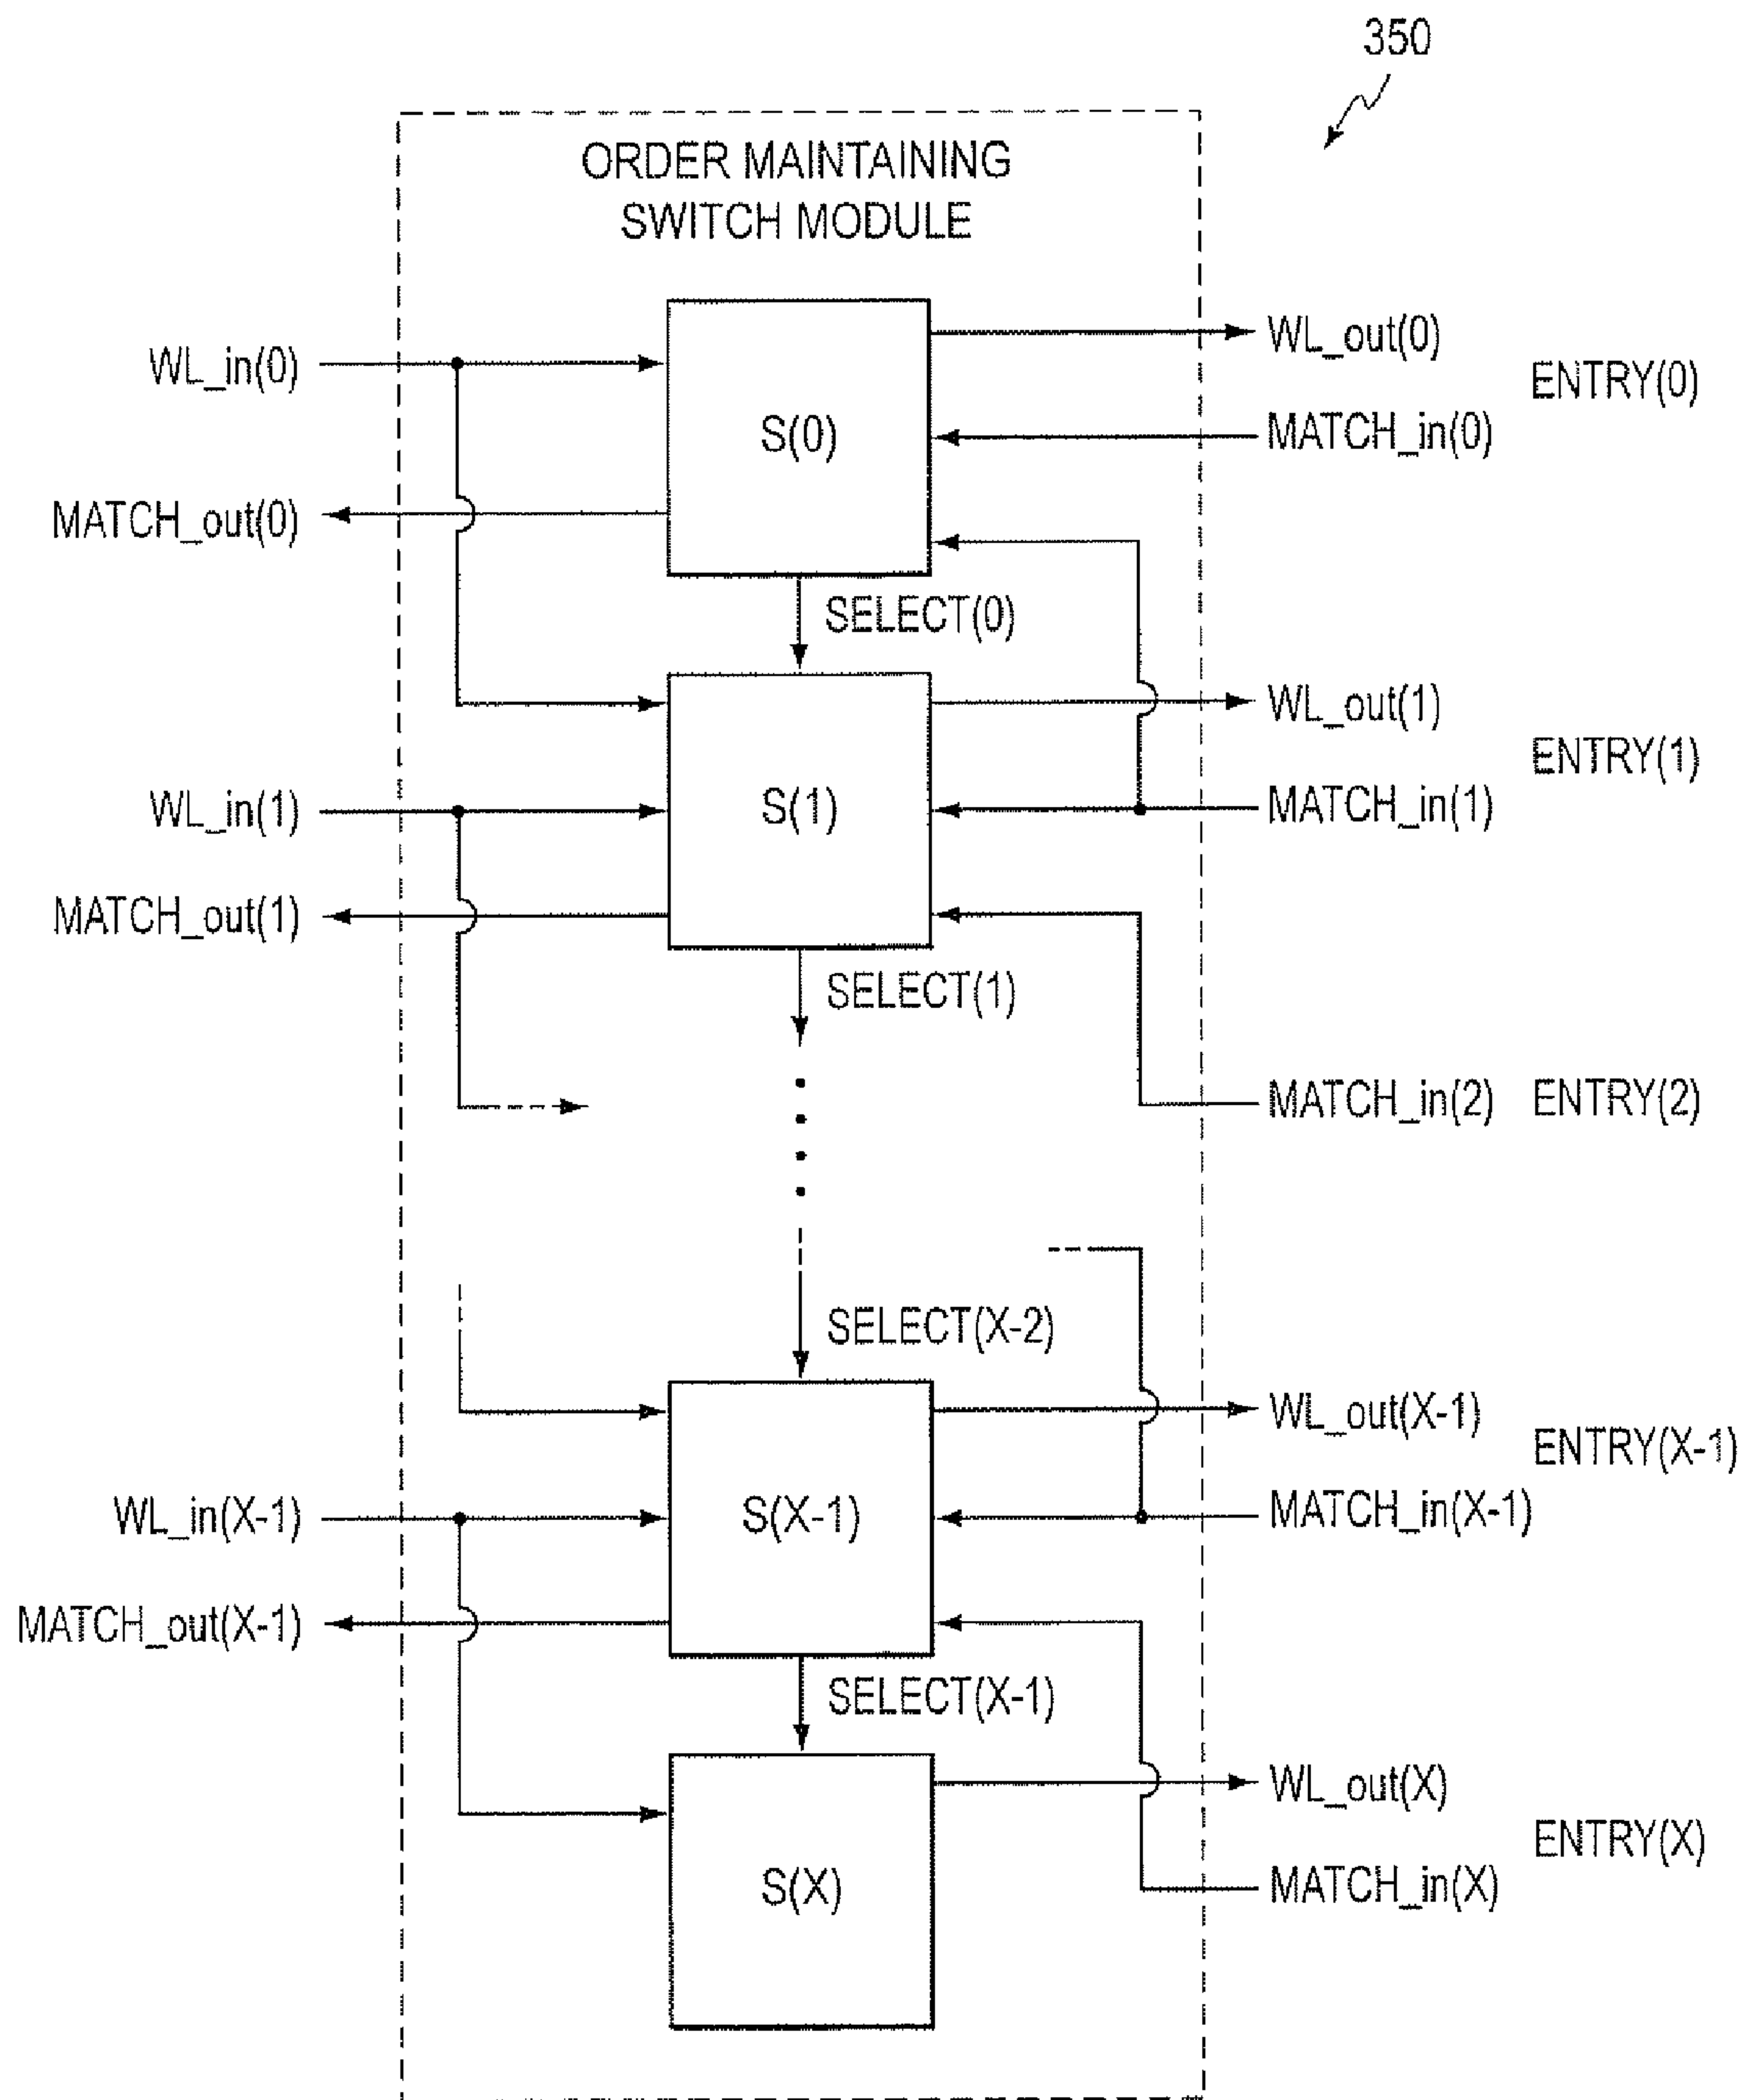 350
ORDER MAINTAINING
SWITCH MODULE
WL_in(0)
S(0)
WL_out(0)
ENTRY(0)
MATCH_in(0)
MATCH_out(0)
SELECT(0)
WL_out(1)
ENTRY(1)
WL_in(1)
S(1)
MATCH_in(1)
MATCH_out(1)
SELECT(1)
MATCH_in(2)
ENTRY(2)
SELECT(X-2)
WL_out(X-1)
ENTRY(X-1)
WL_in(X-1)
S(X-1)
MATCH_in(X-1)
MATCH_out(X-1)
SELECT(X-1)
WL_out(X)
ENTRY(X)
S(X)
MATCH_in(X)